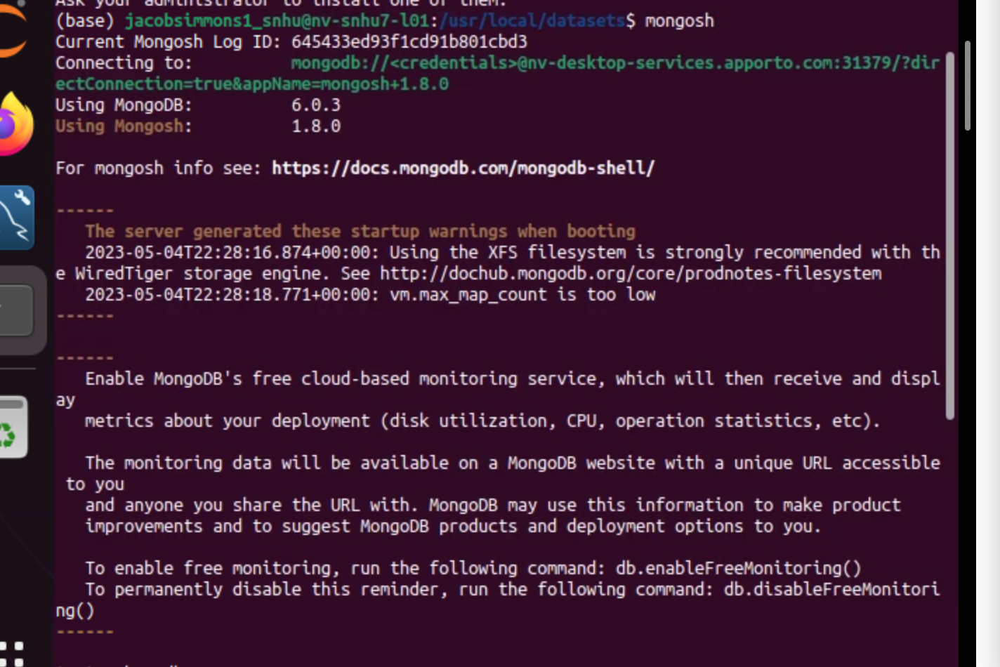 Ask your administrator to install one of them.
(base) jacobsimmons1_snhu@nv-snhu7-l01:/usr/local/datasets$ mongosh
Current Mongosh Log ID: 645433ed93f1cd91b801cbd3
Connecting to: mongodb://<credentials>@nv-desktop-services.apporto.com:31379/?dir
ectConnection=true&appName=mongosh+1.8.0
Using MongoDB: 6.0.3
Using Mongosh: 1.8.0
For mongosh info see: https://docs.mongodb.com/mongodb-shell/
------
The server generated these startup warnings when booting
2023-05-04T22:28:16.874+00:00: Using the XFS filesystem is strongly recommended with th
e WiredTiger storage engine. See http://dochub.mongodb.org/core/prodnotes-filesystem
2023-05-04T22:28:18.771+00:00: vm.max_map_count is too low
------
------
Enable MongoDB's free cloud-based monitoring service, which will then receive and displ
ay
metrics about your deployment (disk utilization, CPU, operation statistics, etc).
The monitoring data will be available on a MongoDB website with a unique URL accessible
to you
and anyone you share the URL with. MongoDB may use this information to make product
improvements and to suggest MongoDB products and deployment options to you.
To enable free monitoring, run the following command: db.enableFreeMonitoring()
To permanently disable this reminder, run the following command: db.disableFreeMonitori
ng()
------